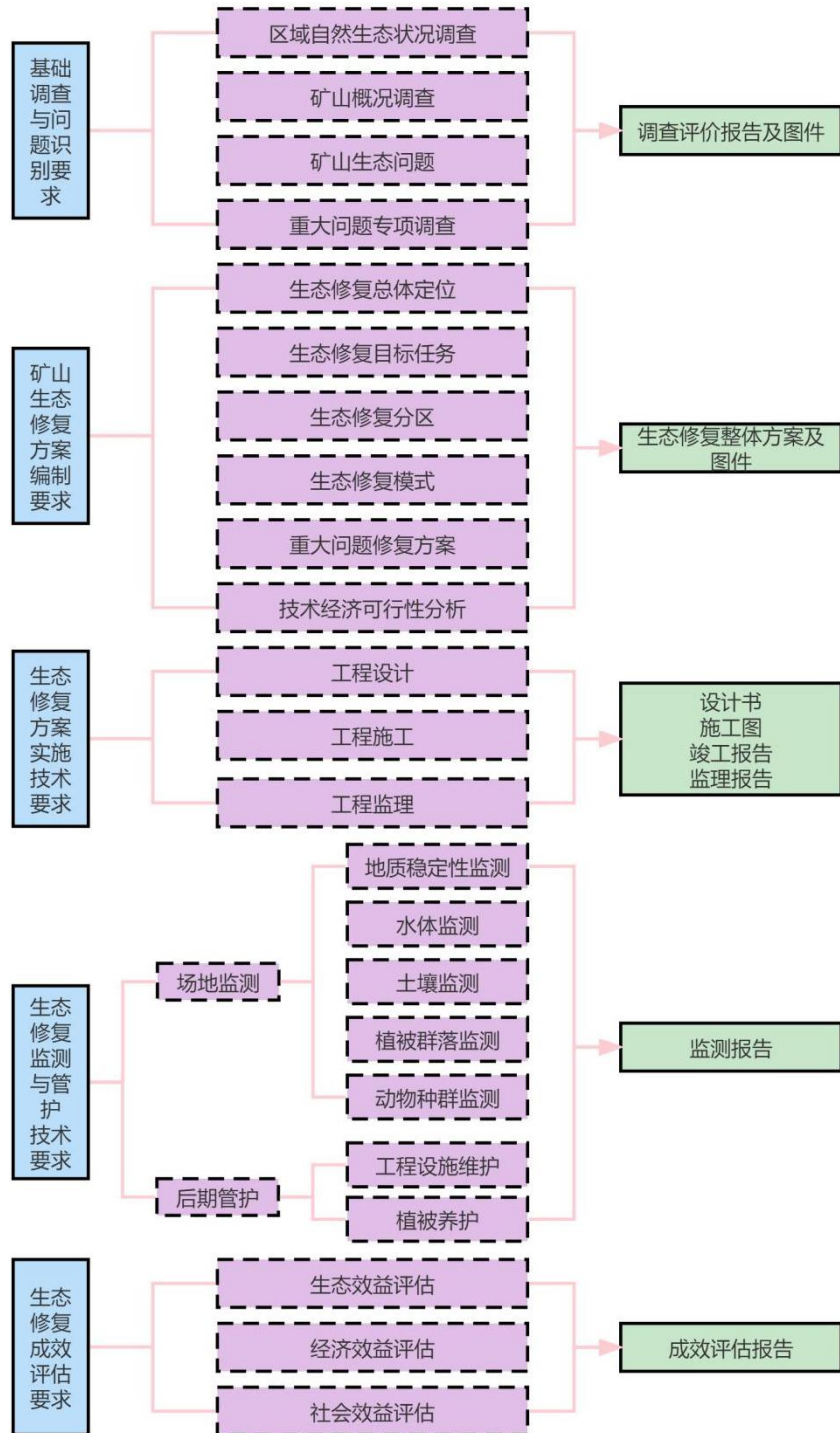 基础
调查
与问
题识
别要
求
区域自然生态状况调查
矿山概况调查
矿山生态问题
重大问题专项调查
调查评价报告及图件
矿山
生态
修复
方案
编制
要求
生态修复总体定位
生态修复目标任务
生态修复分区
生态修复模式
重大问题修复方案
技术经济可行性分析
生态修复整体方案及
图件
生态
修复
方案
实施
技术
要求
工程设计
工程施工
工程监理
设计书
施工图
竣工报告
监理报告
生态
修复
监测
与管
护
技术
要求
场地监测
地质稳定性监测
水体监测
土壤监测
植被群落监测
动物种群监测
后期管护
工程设施维护
植被养护
监测报告
生态
修复
成效
评估
要求
生态效益评估
经济效益评估
社会效益评估
成效评估报告